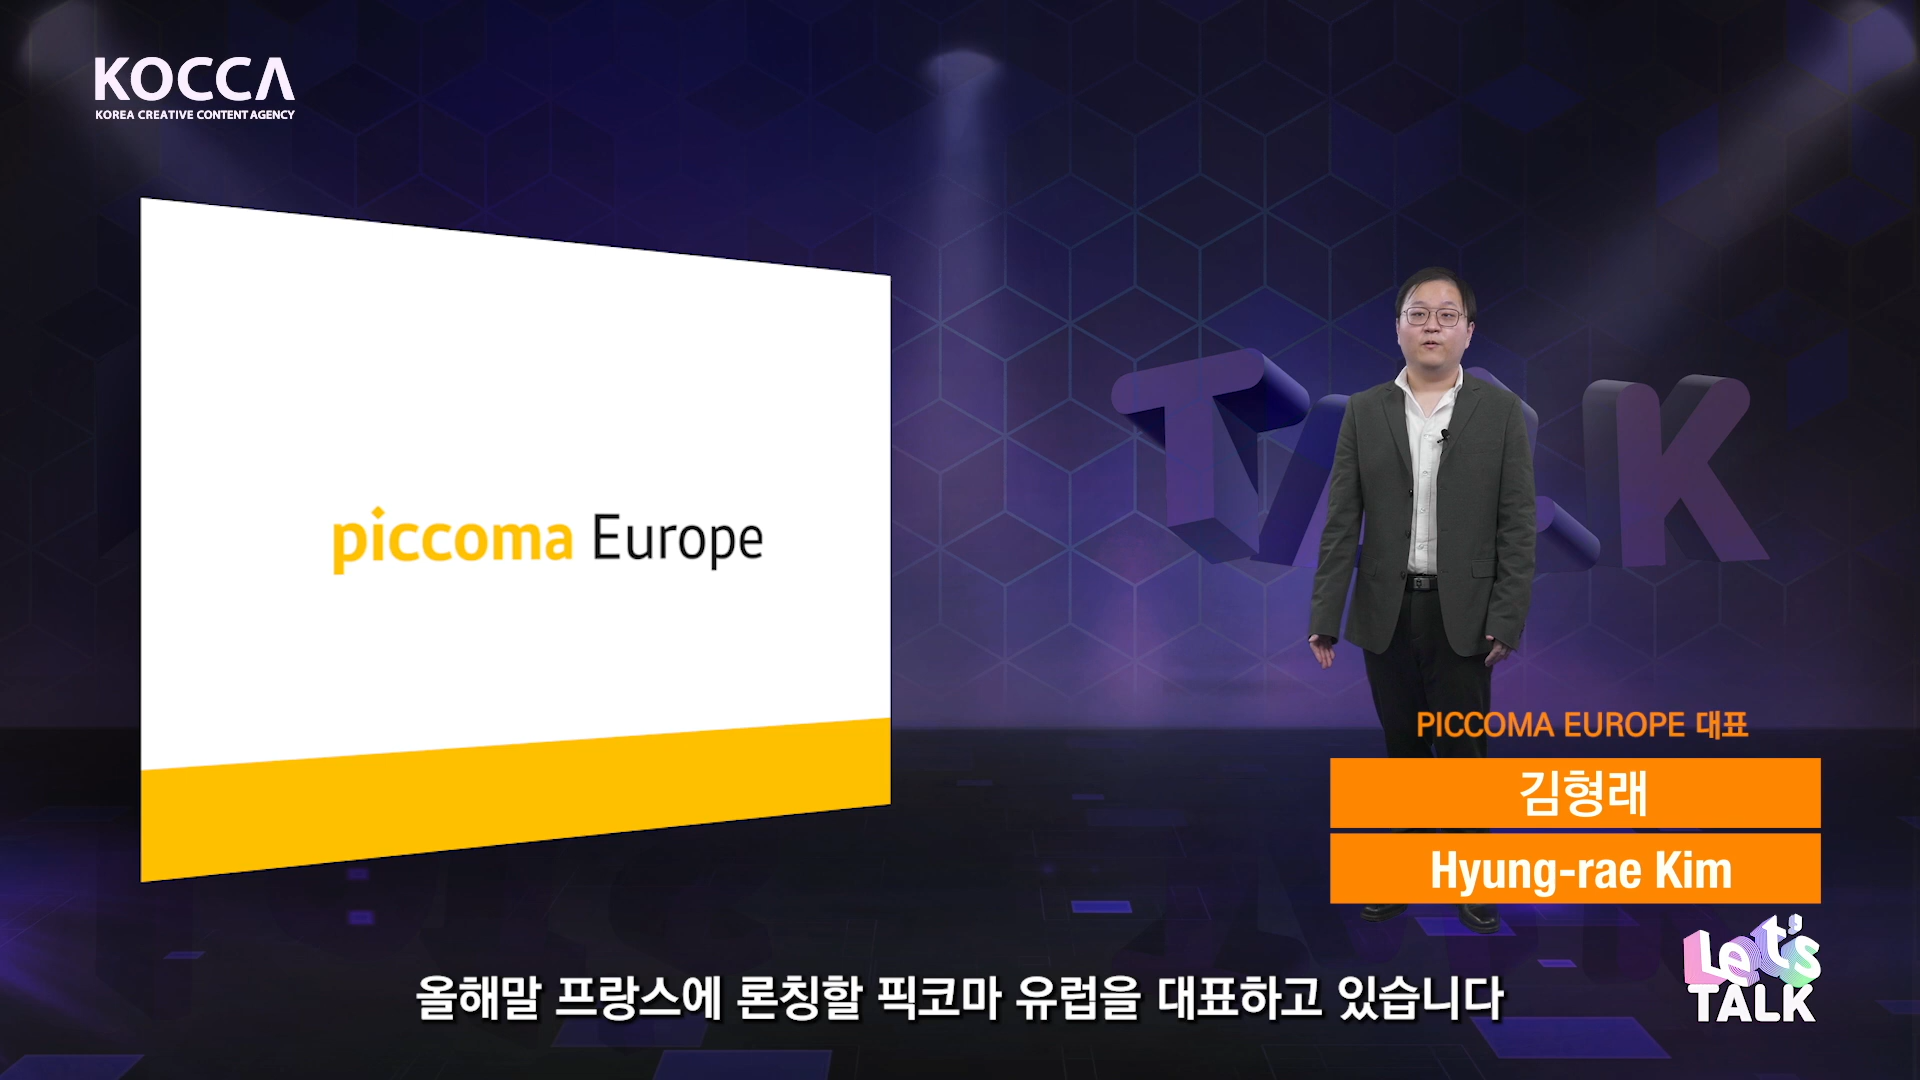 KOCCA
KOREA CREATIVE CONTENT AGENCY
piccoma Europe
TALK
PICCOMA EUROPE 대표
김형래
Hyung-rae Kim
Let's
TALK
올해말 프랑스에 론칭할 픽코마 유럽을 대표하고 있습니다